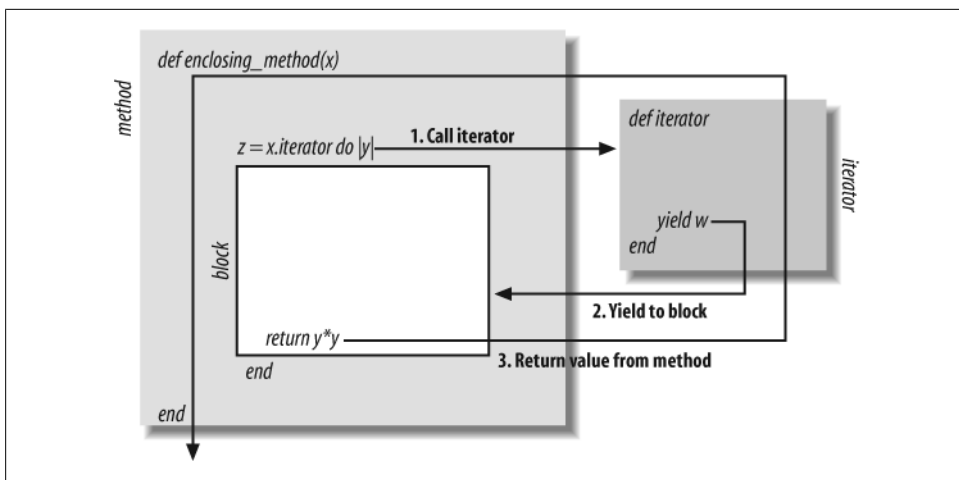 def enclosing_method(x)
method
z = x.iterator do |y|
1. Call iterator
def iterator
iterator
yield w
end
block
2. Yield to block
return y*y
3. Return value from method
end
end